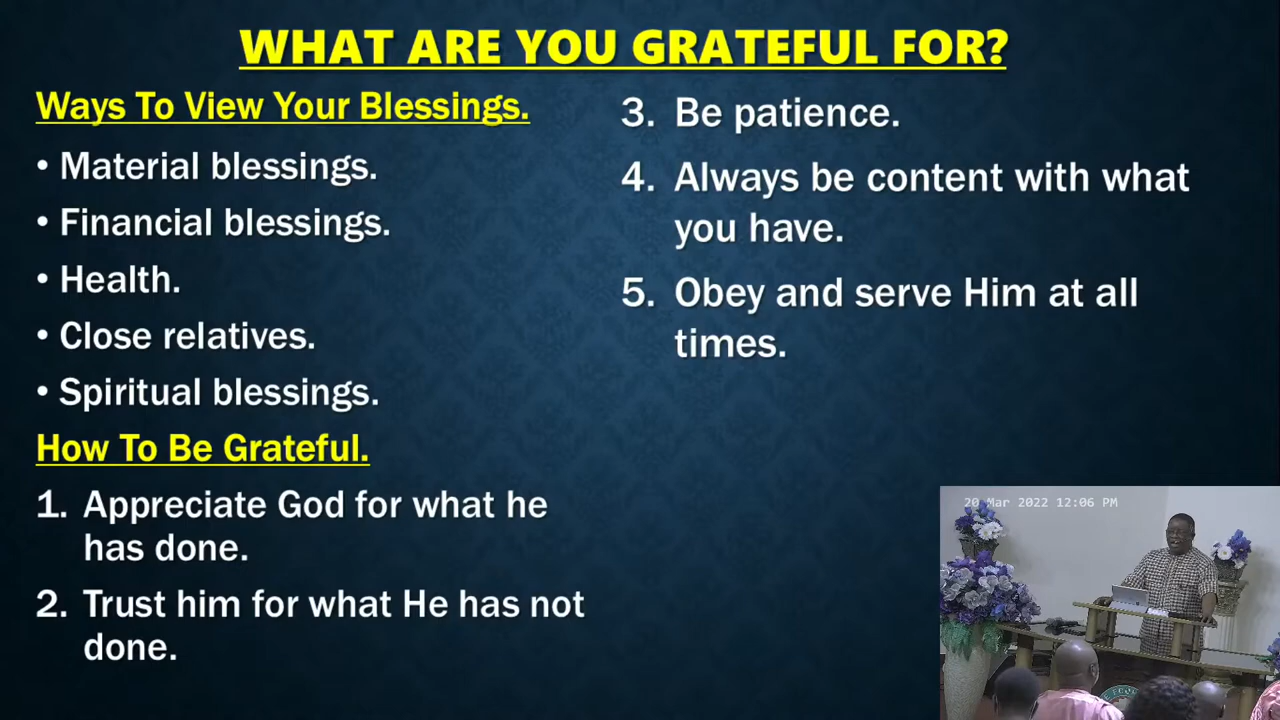 WHAT ARE YOU GRATEFUL FOR?
Ways To View Your Blessings.
• Material blessings.
• Financial blessings.
• Health.
• Close relatives.
• Spiritual blessings.
How To Be Grateful.
1. Appreciate God for what he
has done.
2. Trust him for what He has not
done.
3. Be patience.
4. Always be content with what
you have.
5. Obey and serve Him at all
times.
20 Mar 2022 12:06 PM